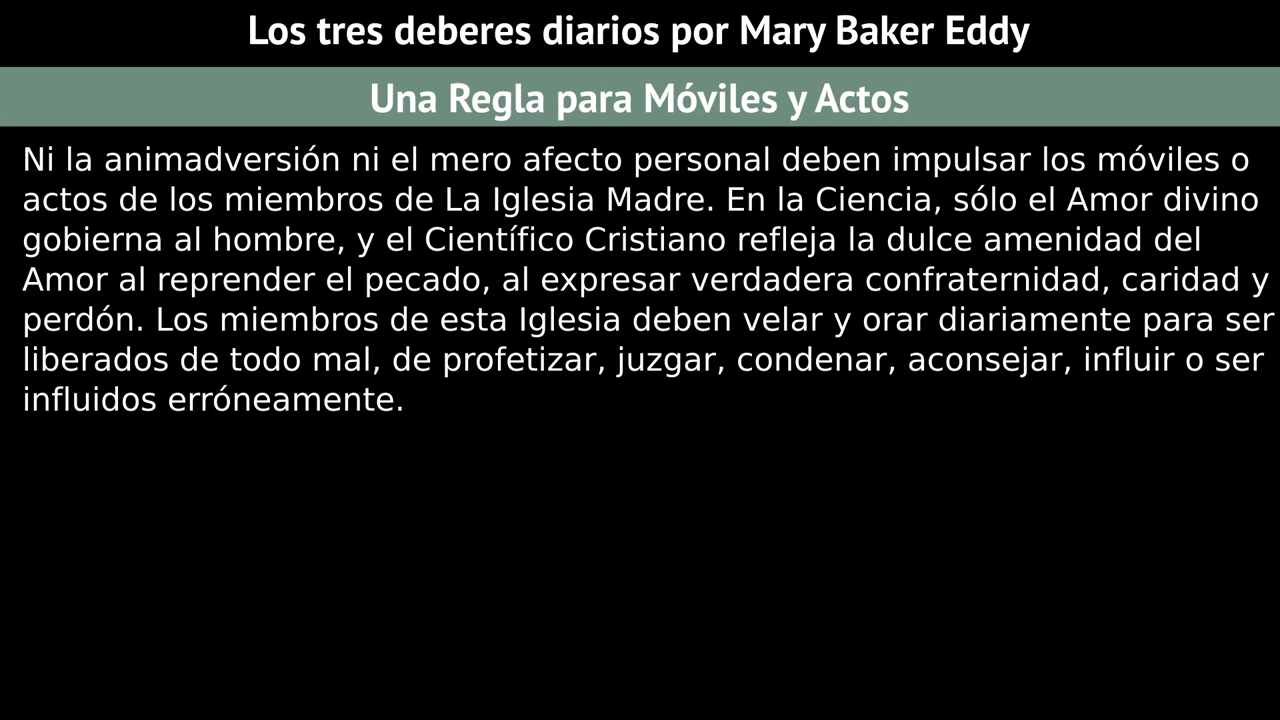 Los tres deberes diarios por Mary Baker Eddy
Una Regla para Móviles y Actos
Ni la animadversión ni el mero afecto personal deben impulsar los móviles o
actos de los miembros de La Iglesia Madre. En la Ciencia, sólo el Amor divino
gobierna al hombre, y el Científico Cristiano refleja la dulce amenidad del
Amor al reprender el pecado, al expresar verdadera confraternidad, caridad y
perdón. Los miembros de esta Iglesia deben velar y orar diariamente para ser
liberados de todo mal, de profetizar, juzgar, condenar, aconsejar, influir o ser
influidos erróneamente.